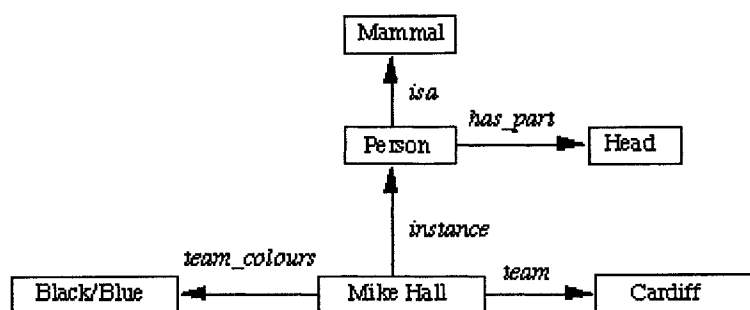 Mammal
isa
has_part
Person
Head
instance
team_colours
team
Black/Blue
Mike Hall
Cardiff